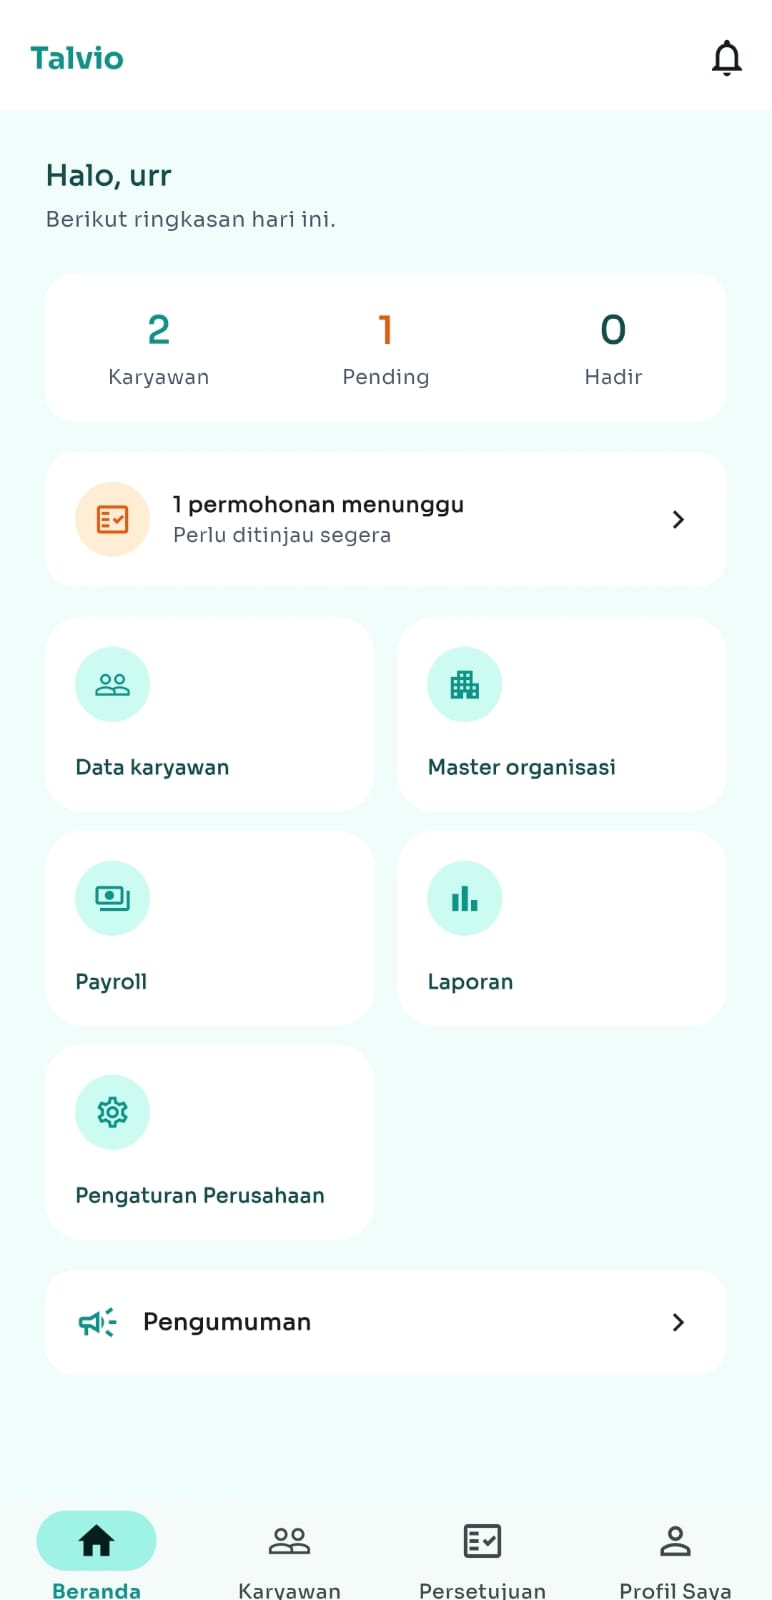 Talvio
Halo, urr
Berikut ringkasan hari ini.
2
Karyawan
1
Pending
0
Hadir
1 permohonan menunggu
Perlu ditinjau segera
Data karyawan
Master organisasi
Payroll
Laporan
Pengaturan Perusahaan
Pengumuman
Beranda
Karyawan
Persetujuan
Profil Saya